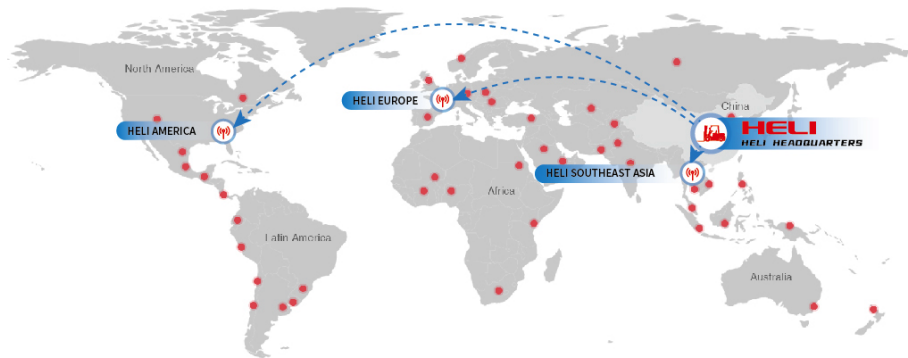 North America
HELI AMERICA
HELI EUROPE
China
HELI
HELI HEADQUARTERS
HELI SOUTHEAST ASIA
Africa
Latin America
Australia